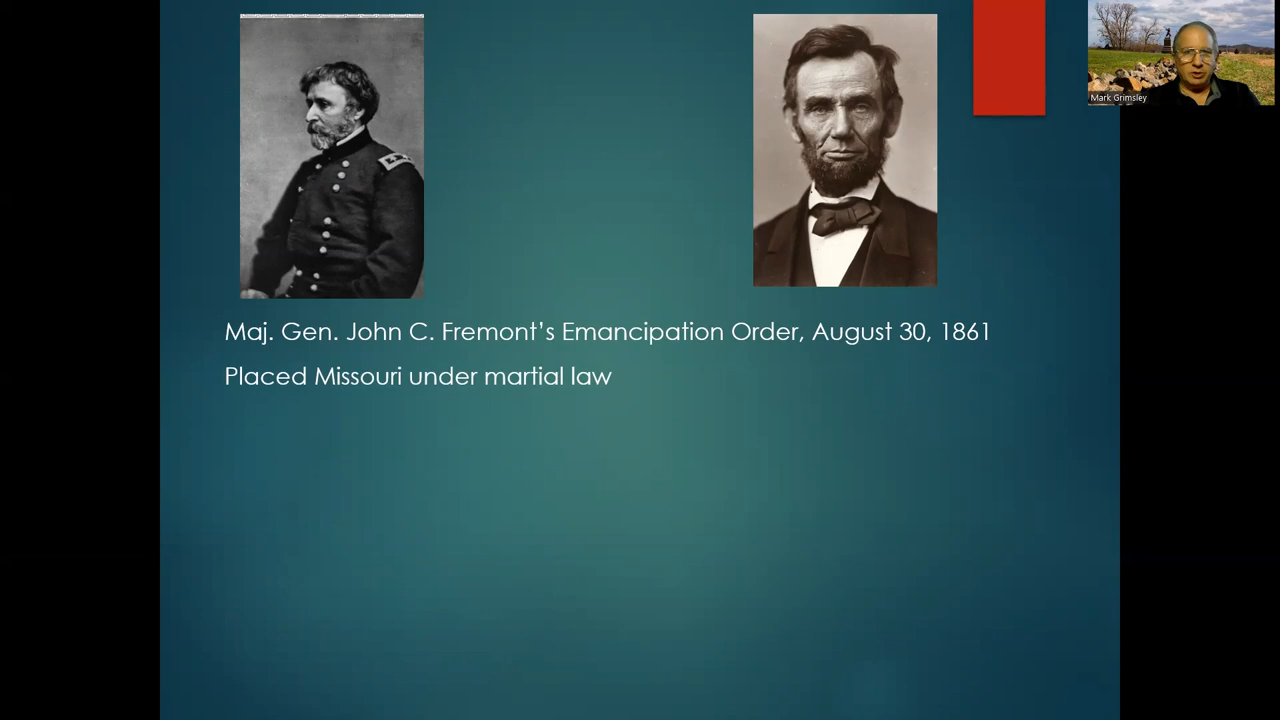 Mark Grimsley
Maj. Gen. John C. Fremont’s Emancipation Order, August 30, 1861
Placed Missouri under martial law